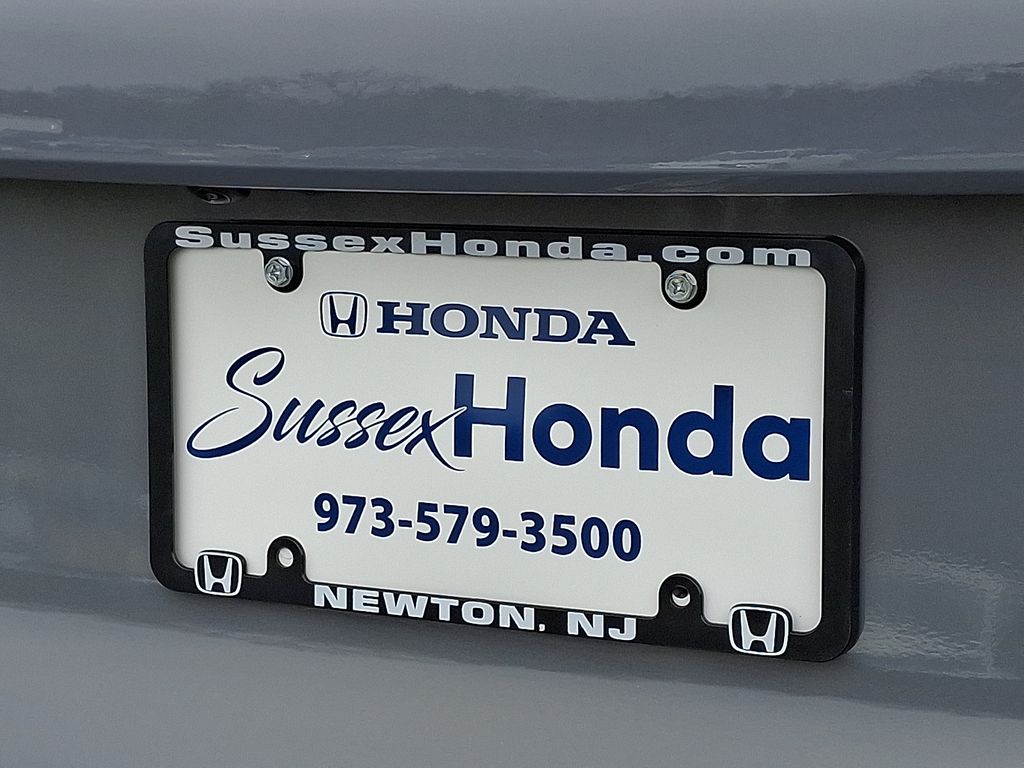 SussexHonda.com
HONDA
SussexHonda
973-579-3500
NEWTON, NJ